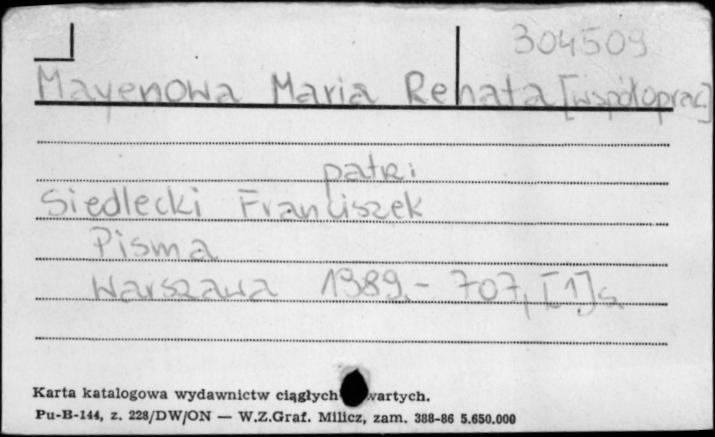 304509
Mayenowa Maria Renata [współoprac.]
patrz
Siedlecki Franciszek
Pisma
Warszawa 1989.- 707, [1] s.
Karta katalogowa wydawnictw ciągłych wartych.
Pu-B-144, z. 228/DW/ON — W.Z.Graf. Milicz, zam. 388-86 5.650.000